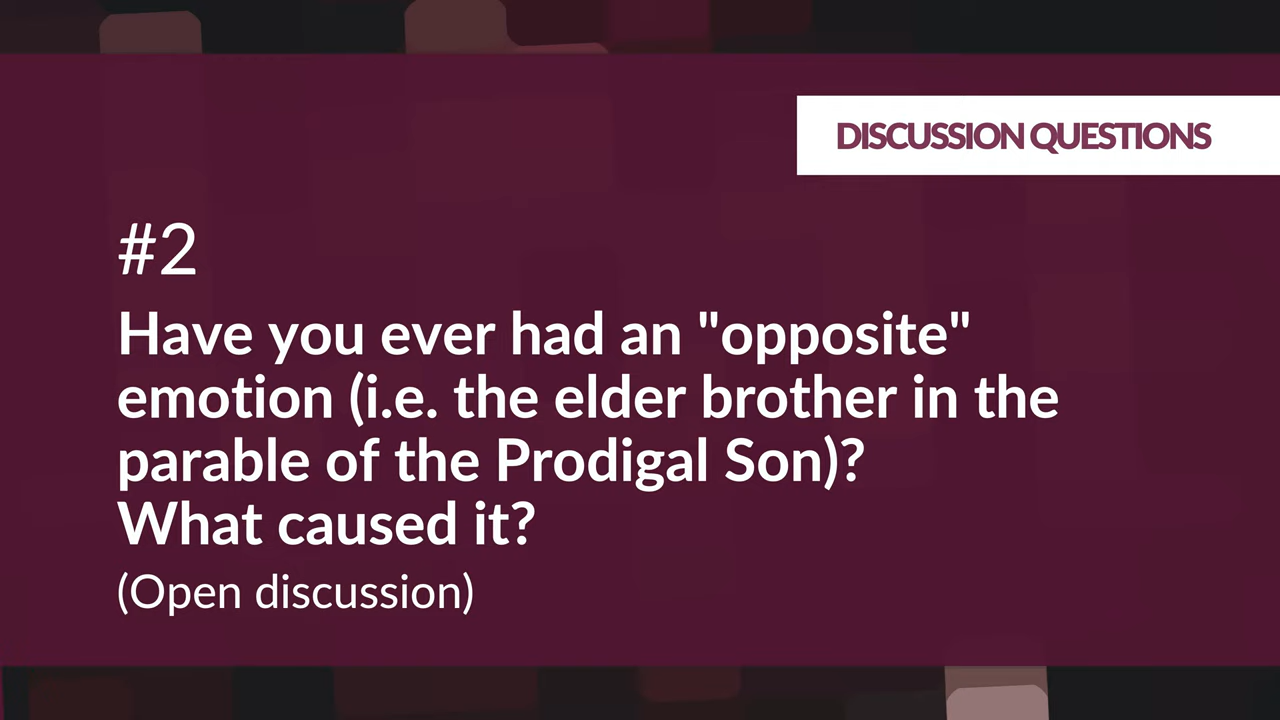 DISCUSSION QUESTIONS
#2
Have you ever had an "opposite"
emotion (i.e. the elder brother in the
parable of the Prodigal Son)?
What caused it?
(Open discussion)